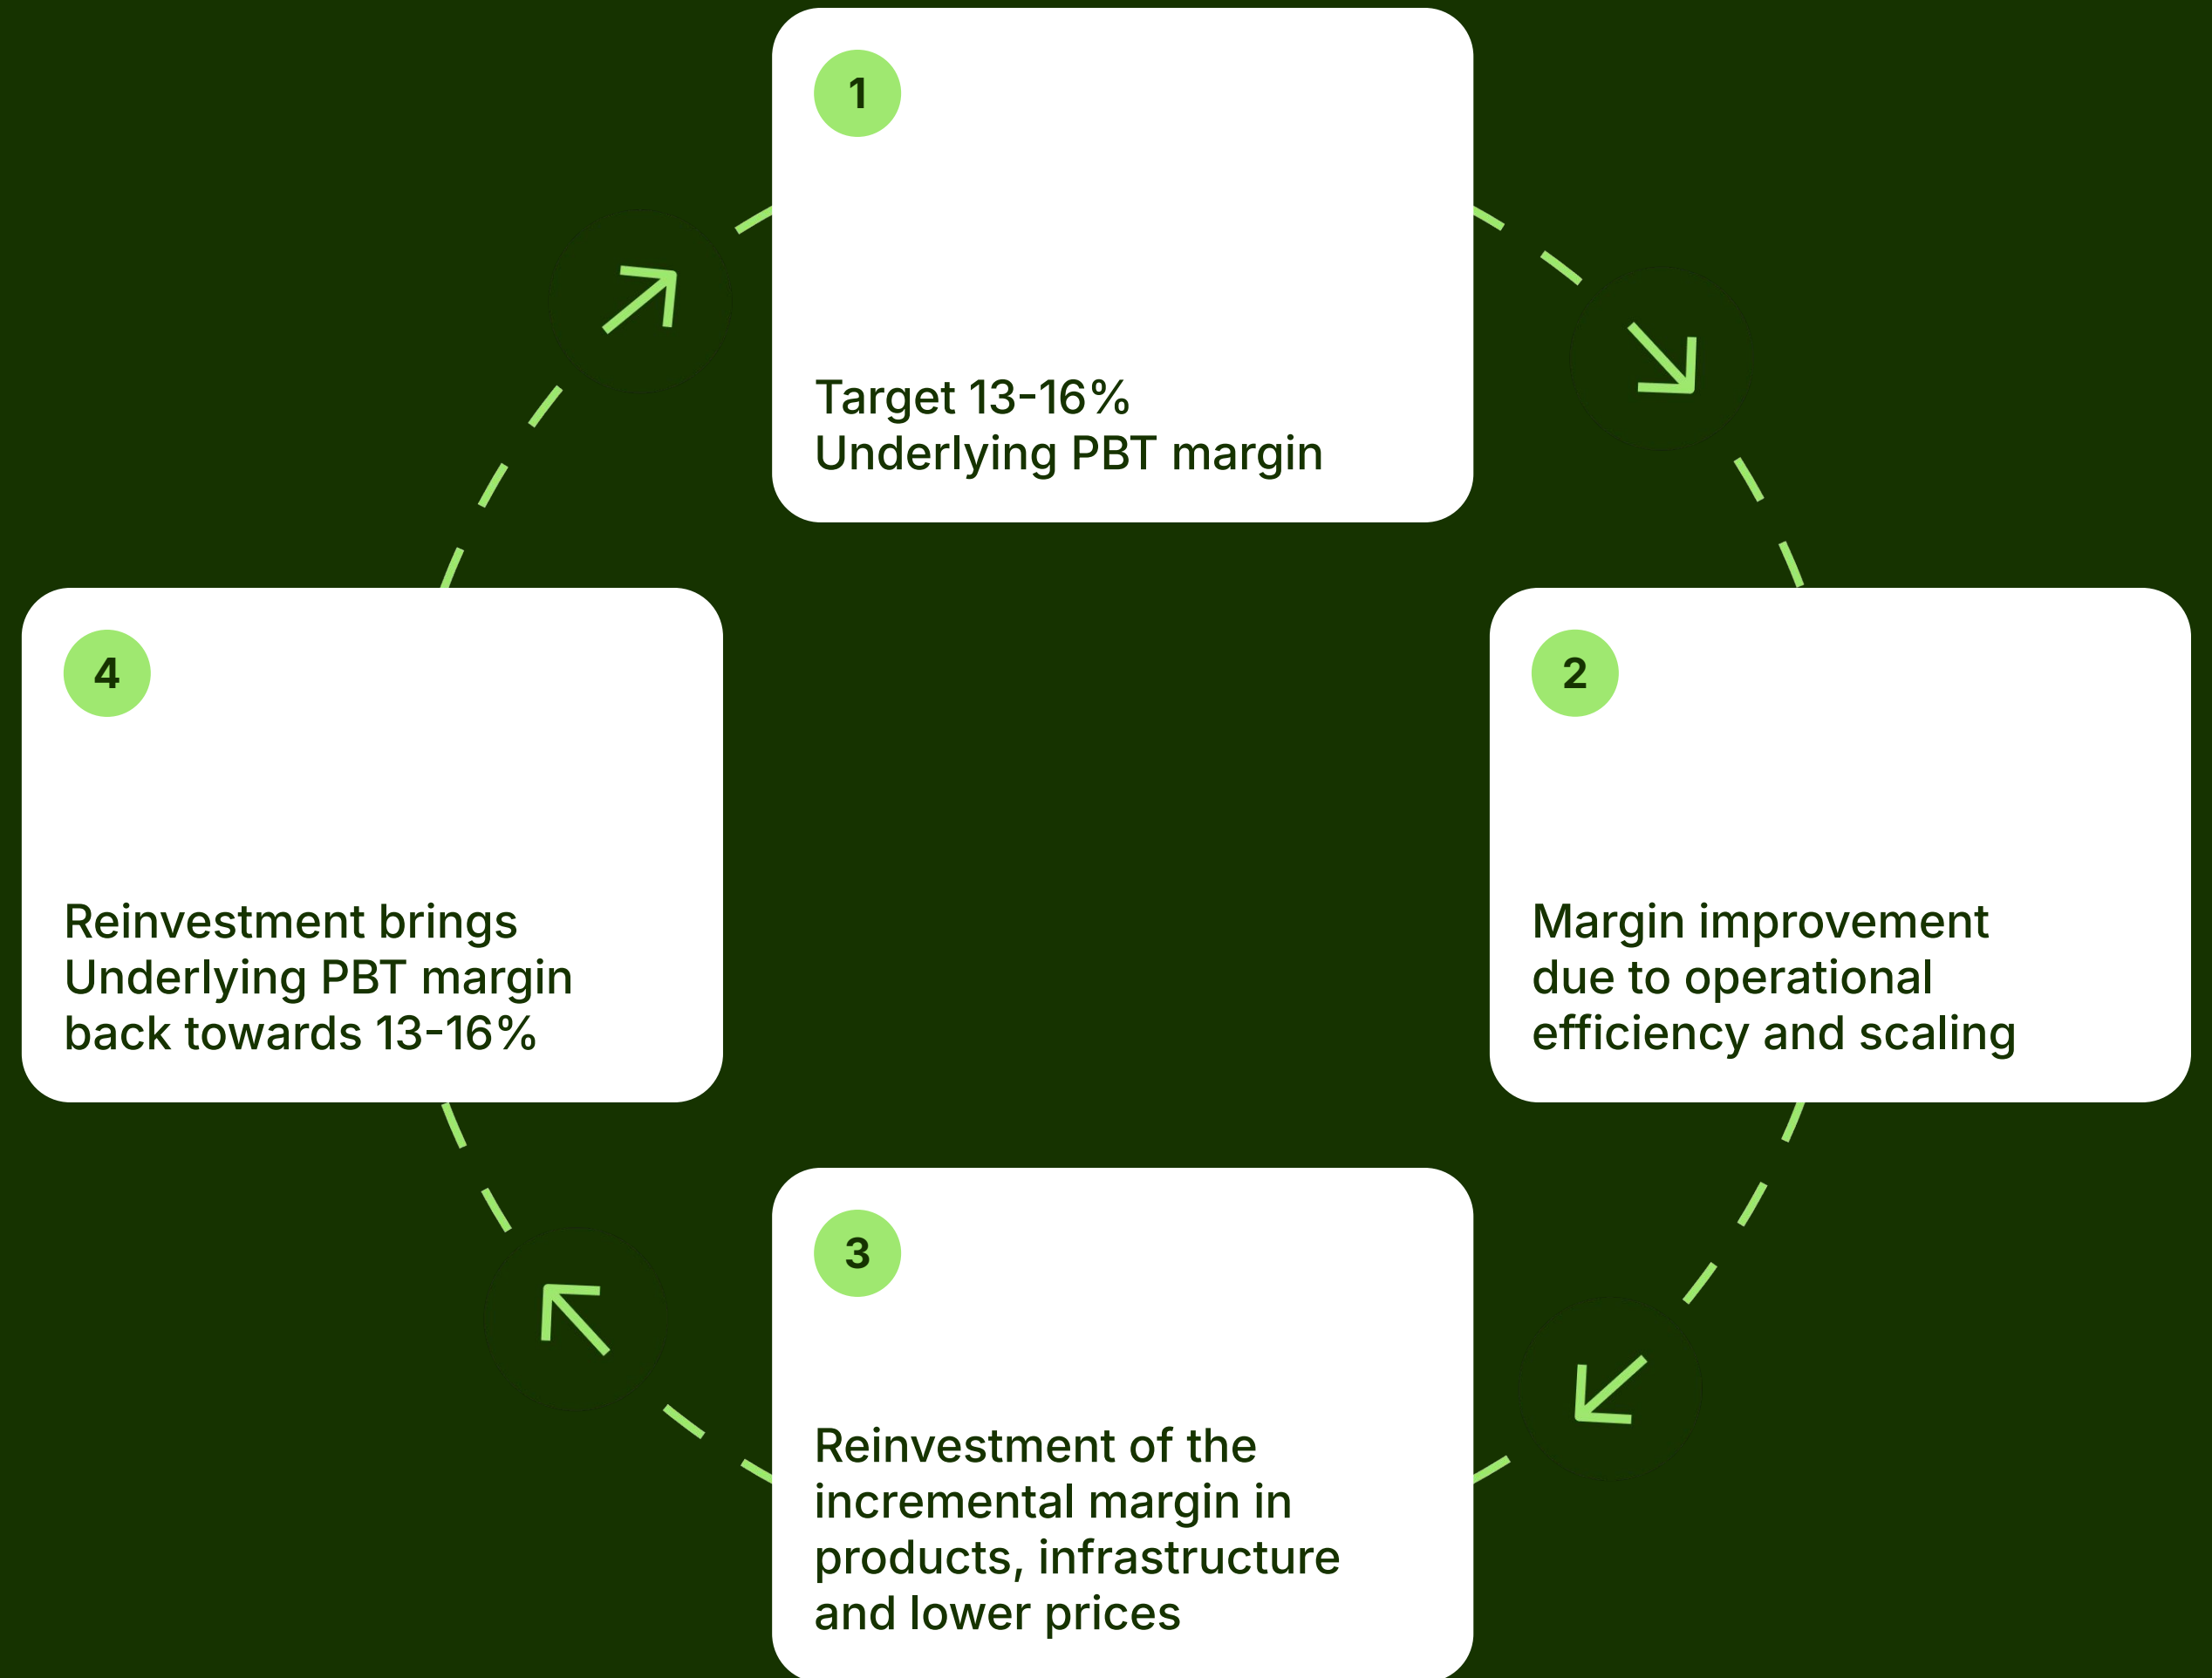 1
Target 13-16%
Underlying PBT margin
2
Margin improvement
due to operational
efficiency and scaling
3
Reinvestment of the
incremental margin in
products, infrastructure
and lower prices
4
Reinvestment brings
Underlying PBT margin
back towards 13-16%